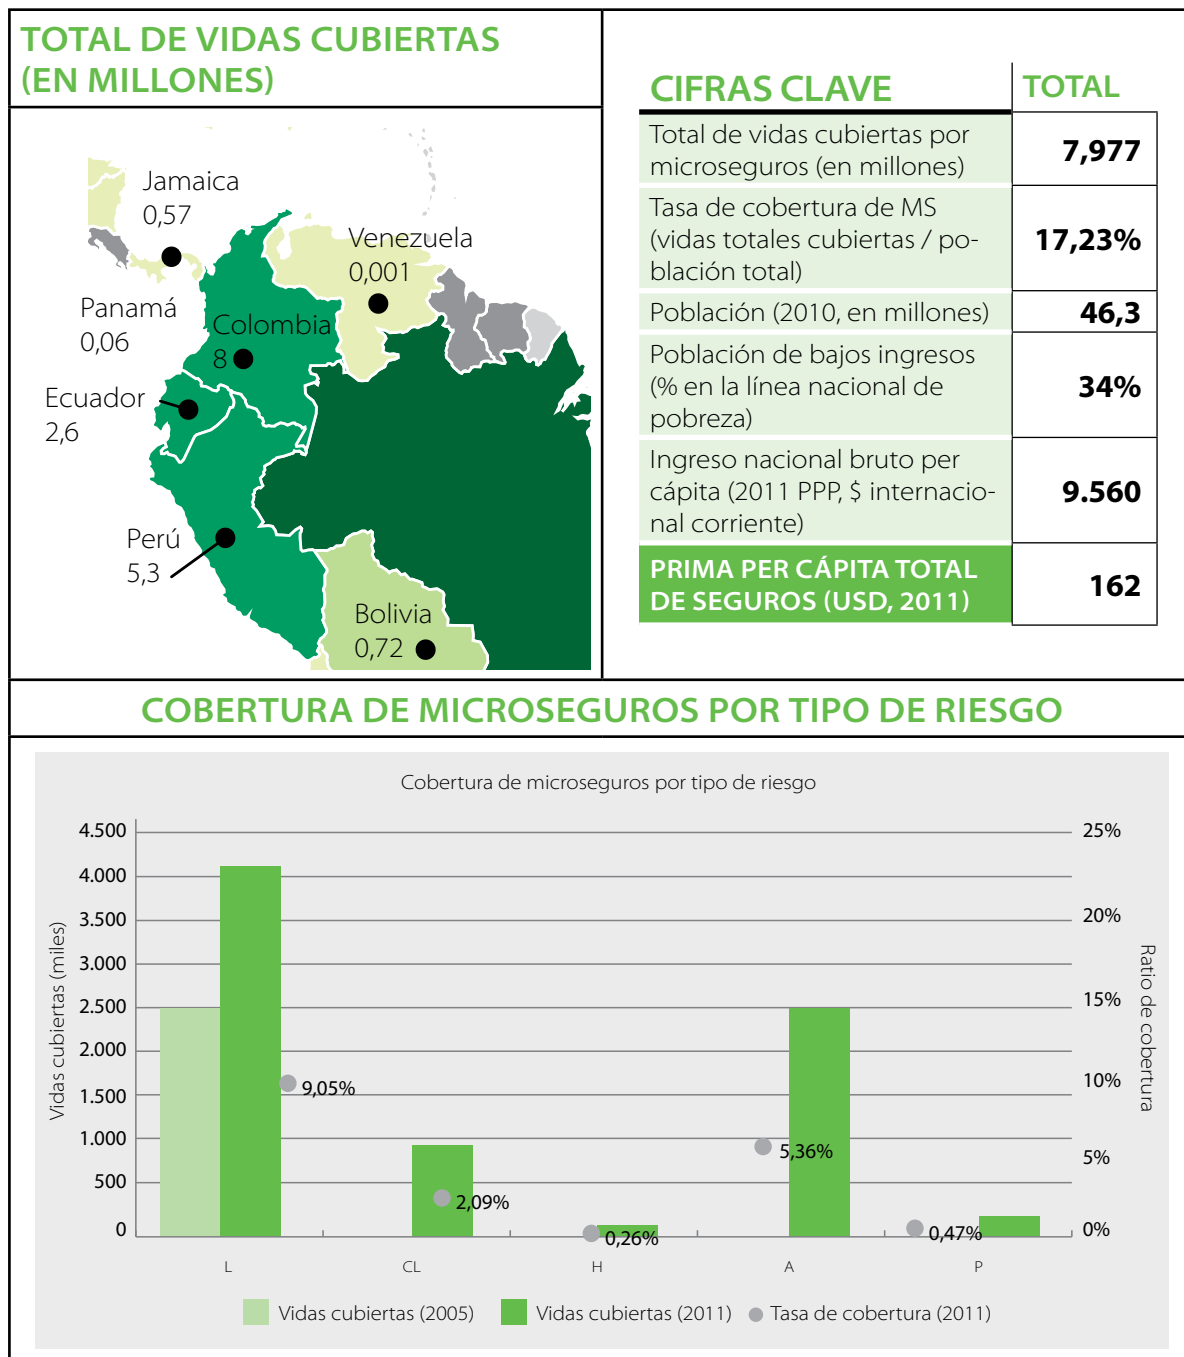 TOTAL DE VIDAS CUBIERTAS
(EN MILLONES)
Jamaica
0,57
Venezuela
0,001
Panamá
0,06
Colombia
8
Ecuador
2,6
Perú
5,3
Bolivia
0,72
CIFRAS CLAVE TOTAL
Total de vidas cubiertas por
microseguros (en millones)
7,977
Tasa de cobertura de MS
(vidas totales cubiertas / po-
blación total)
17,23%
Población (2010, en millones)
46,3
Población de bajos ingresos
(% en la línea nacional de
pobreza)
34%
Ingreso nacional bruto per
cápita (2011 PPP, $ internacio-
nal corriente)
9.560
PRIMA PER CÁPITA TOTAL
DE SEGUROS (USD, 2011)
162
COBERTURA DE MICROSEGUROS POR TIPO DE RIESGO
Cobertura de microseguros por tipo de riesgo
Vidas cubiertas (miles)
4.500
4.000
3.500
3.000
2.500
2.000
1.500
1.000
500
0
9,05%
2,09%
0,26%
5,36%
0,47%
25%
20%
15%
10%
5%
0%
Ratio de cobertura
L CL H A P
Vidas cubiertas (2005) Vidas cubiertas (2011) Tasa de cobertura (2011)